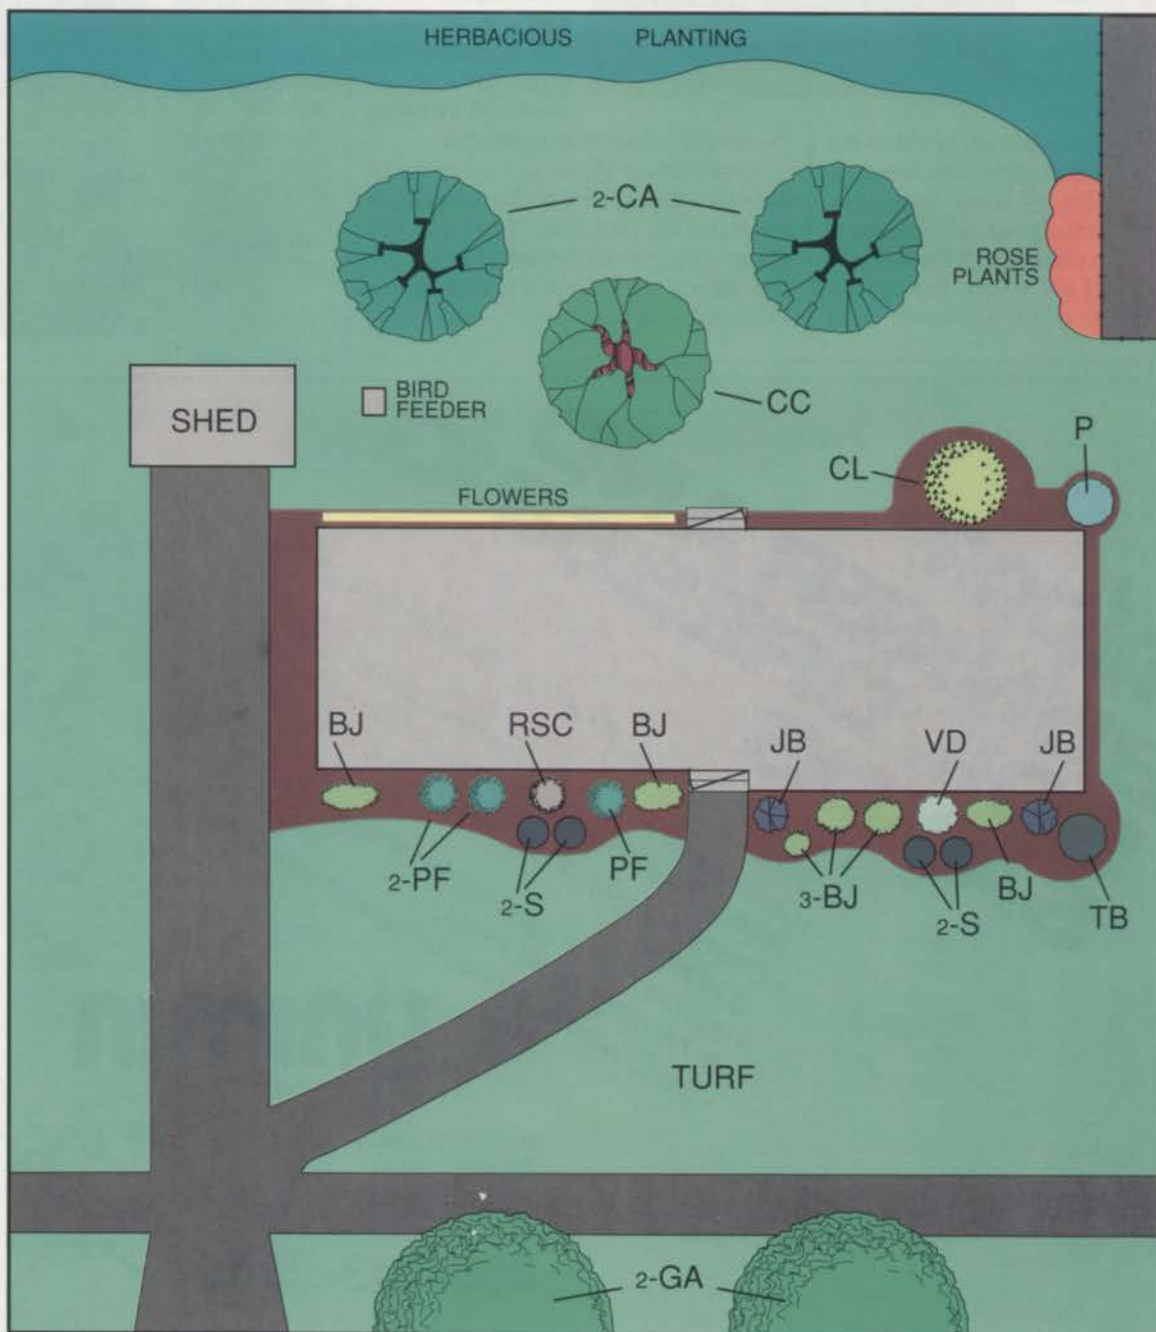 HERBACIOUS PLANTING
2-CA
ROSE
PLANTS
BIRD
FEEDER
SHED
CC
P
CL
FLOWERS
BJ
RSC
BJ
JB
VD
JB
2-PF
2-S
PF
3-BJ
2-S
BJ
TB
TURF
2-GA